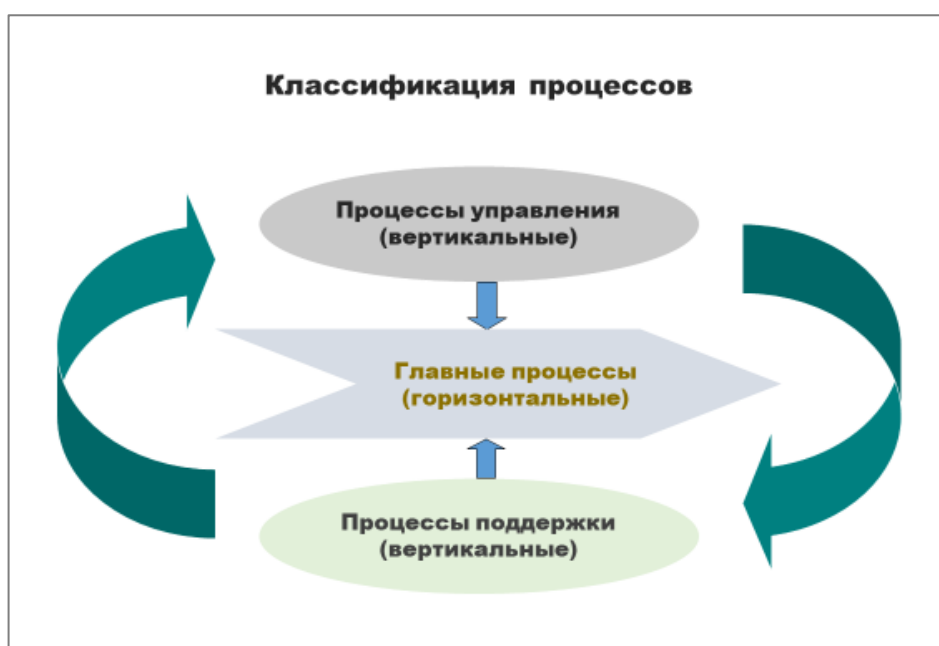 Классификация процессов
Процессы управления
(вертикальные)
Главные процессы
(горизонтальные)
Процессы поддержки
(вертикальные)